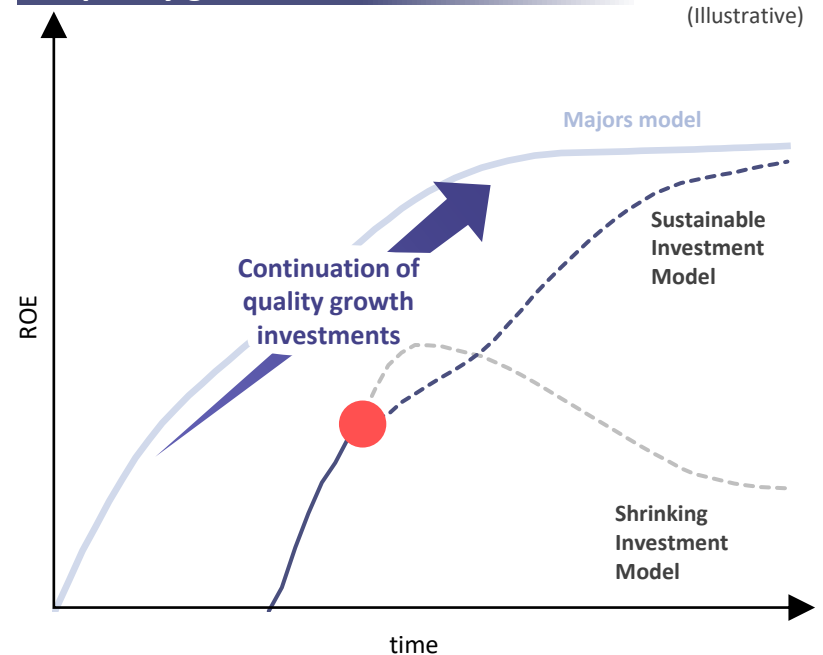 (Illustrative)
Majors model
Sustainable
Investment
Model
Continuation of
quality growth
investments
ROE
Shrinking
Investment
Model
time